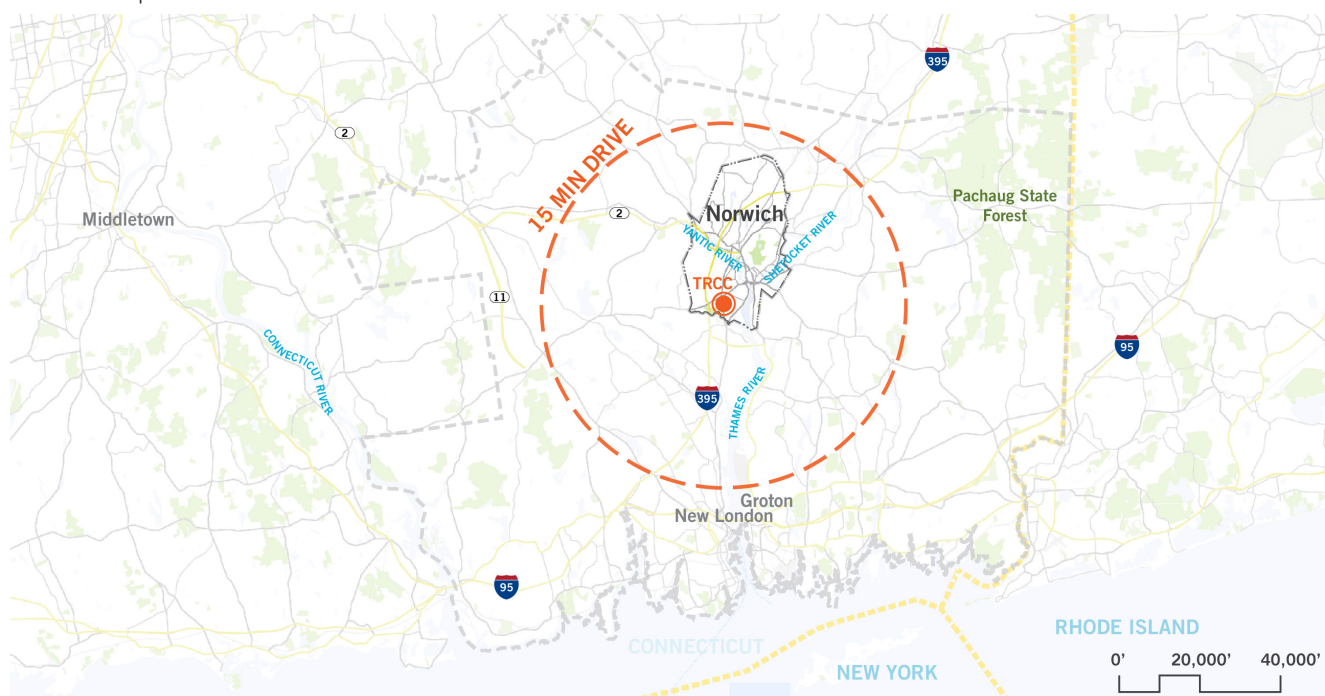 395
2
15 MIN DRIVE
Middletown
2
Norwich
Pachaug State
Forest
YANTIC RIVER
SHETUCKET RIVER
TRCC
11
CONNECTICUT RIVER
95
395
THAMES RIVER
Groton
New London
95
CONNECTICUT
RHODE ISLAND
NEW YORK
0' 20,000' 40,000'